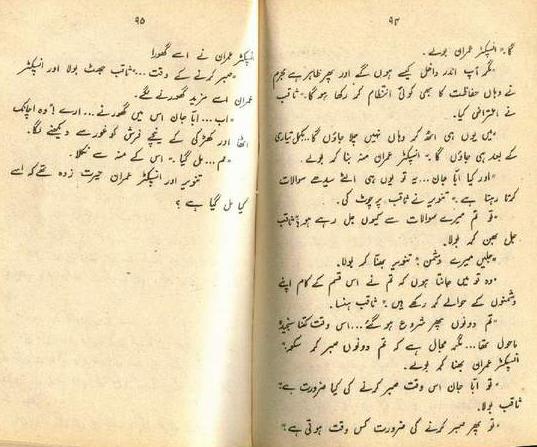 ۹۴
گا۔" انسپکٹر عمران بولے۔
"مگر آپ اندر داخل کیسے ہوں گے اور پھر ظاہر ہے مجرم
نے وہاں حفاظت کا بھی کوئی انتظام کر رکھا ہو گا۔" ثاقب
نے اعتراض کیا۔
"میں یوں ہی اٹھ کر وہاں نہیں چلا جاؤں گا... مکمل تیاری
کے بعد ہی جاؤں گا۔" انسپکٹر عمران منہ بنا کر بولے۔
"اور کیا ابا جان... یہ تو یوں ہی الٹے سیدھے سوالات
کرتا رہتا ہے۔" تنویر نے ثاقب پر چوٹ کی۔
"تو تم میرے سوالات سے کیوں جل رہے ہو؟" ثاقب
جل بھن کر بولا۔
"جلیں میرے دشمن" تنویر بھنا کر بولا۔
"وہ تو میں جانتا ہوں کہ تم نے اس قسم کے کام اپنے
دشمنوں کے حوالے کر رکھے ہیں" ثاقب ہنسا۔
"تم دونوں پھر شروع ہو گئے... اس وقت کتنا سنجیدہ
ماحول تھا... مگر مجال ہے کہ تم دونوں صبر کر سکو"
انسپکٹر عمران بھنا کر بولے۔
"تو ابا جان اس وقت صبر کرنے کی کیا ضرورت ہے"
ثاقب بولا۔
"تو پھر صبر کرنے کی ضرورت کس وقت ہوتی ہے"
۹۵
انسپکٹر عمران نے اسے گھورا
"صبر کرنے کے وقت..." ثاقب جھٹ بولا اور انسپکٹر
عمران اسے مزید گھورنے لگے۔
"اب... ابا جان اس میں گھورنے... ارے" وہ اچانک
اٹھا اور کھڑکی کے نیچے فرش کو غور سے دیکھنے لگا۔
"م... مل گیا۔" اس کے منہ سے نکلا۔
تنویر اور انسپکٹر عمران حیرت زدہ تھے کہ اسے
کیا مل گیا ہے؟